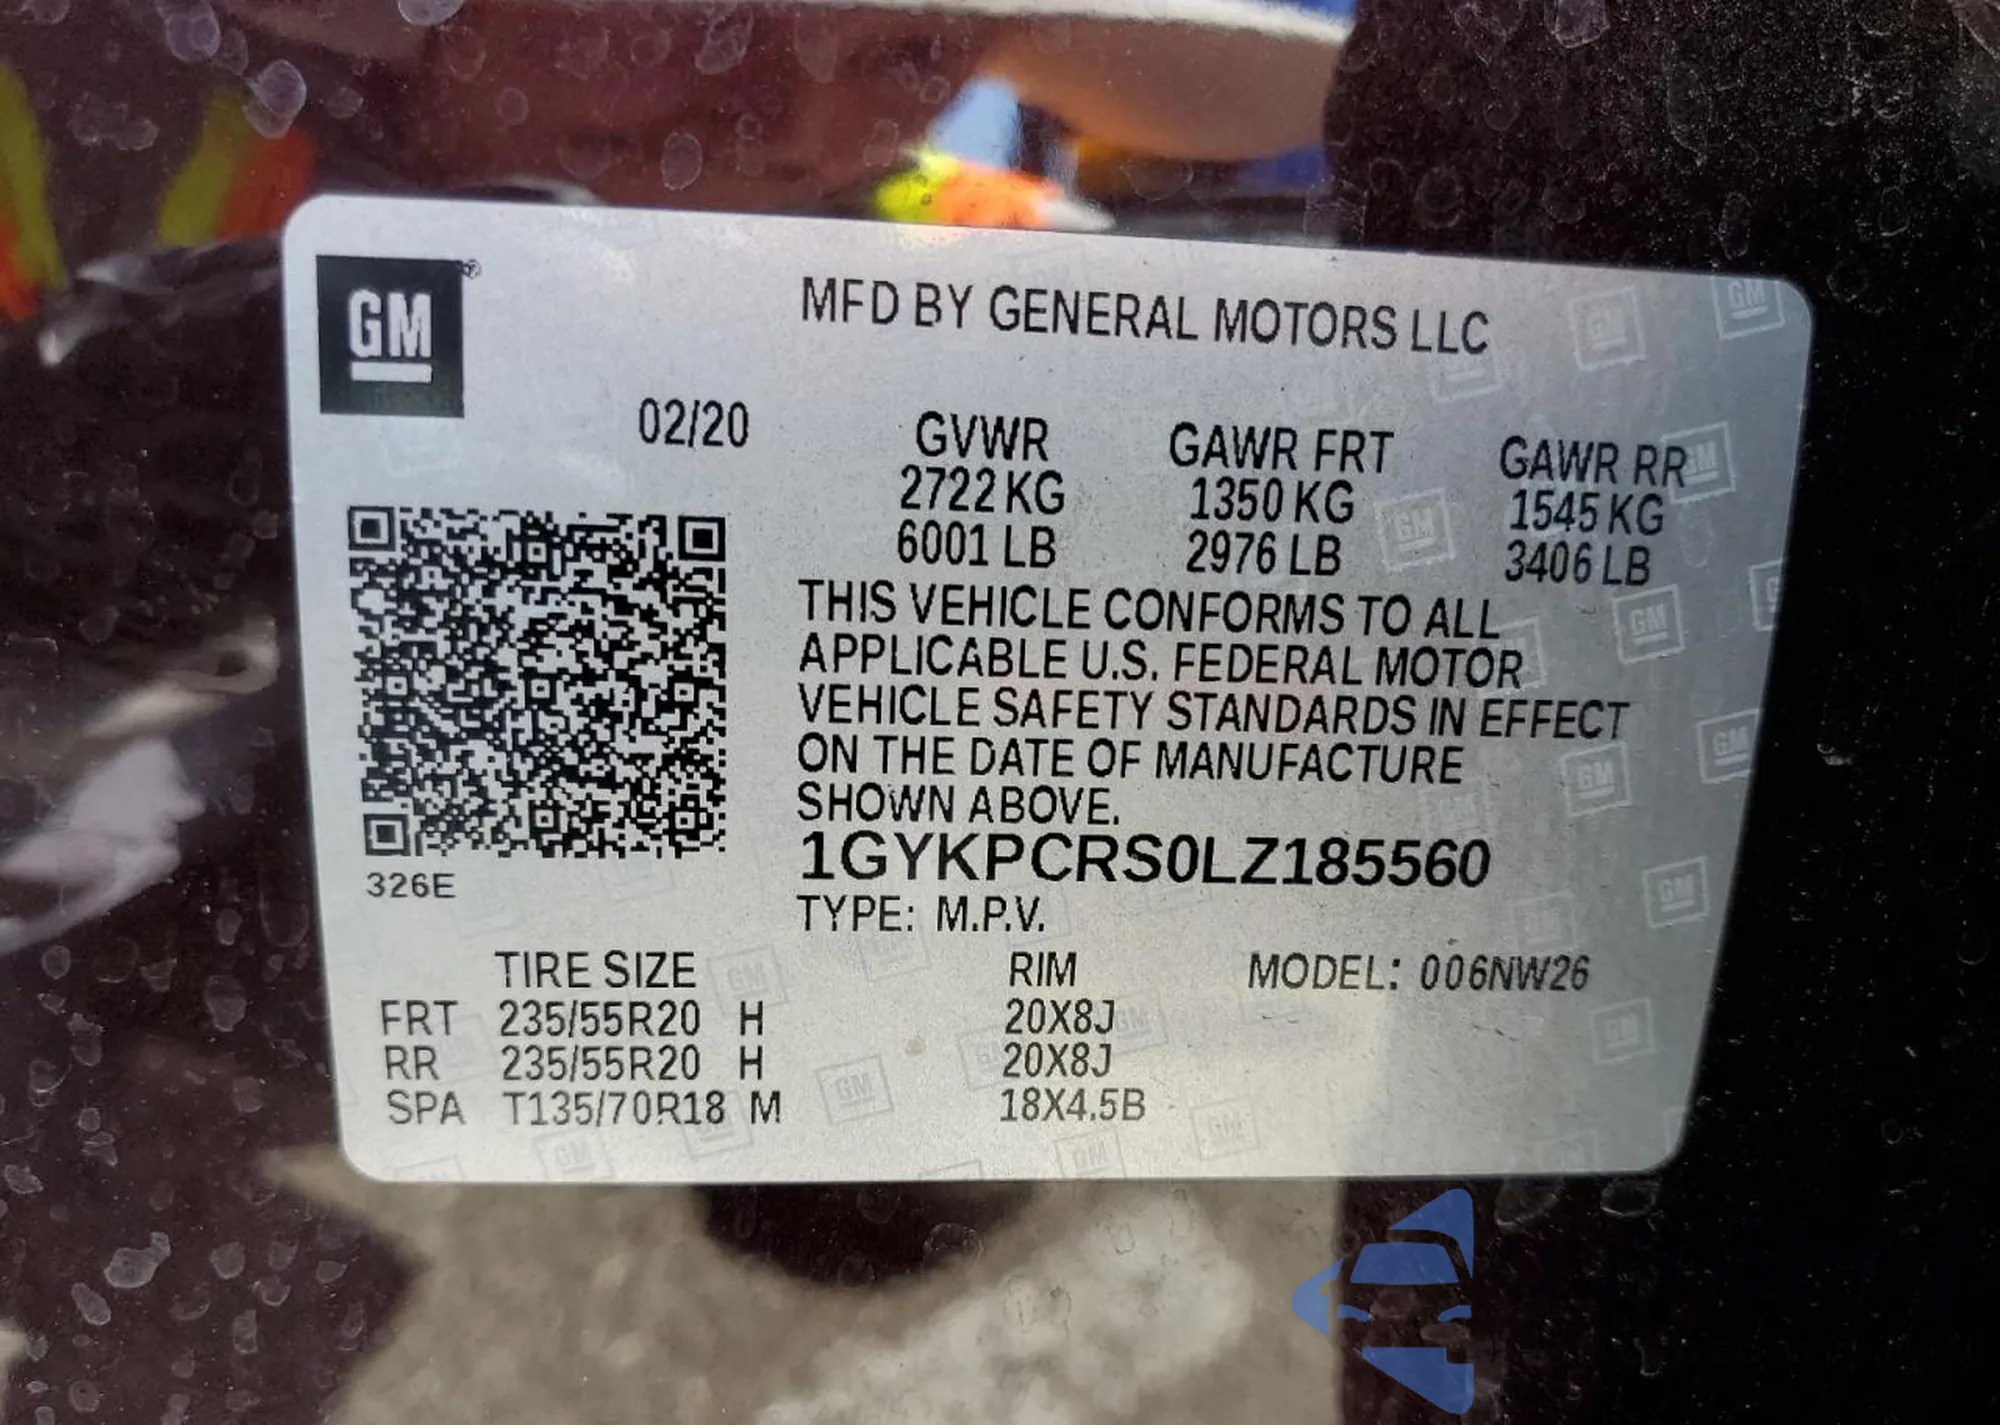 GM
MFD BY GENERAL MOTORS LLC
02/20
GVWR GAWR FRT GAWR RR
2722 KG 1350 KG 1545 KG
6001 LB 2976 LB 3406 LB
THIS VEHICLE CONFORMS TO ALL
APPLICABLE U.S. FEDERAL MOTOR
VEHICLE SAFETY STANDARDS IN EFFECT
ON THE DATE OF MANUFACTURE
SHOWN ABOVE.
1GYKPCRS0LZ185560
326E
TYPE: M.P.V.
TIRE SIZE RIM MODEL: 006NW26
FRT 235/55R20 H 20X8J
RR 235/55R20 H 20X8J
SPA T135/70R18 M 18X4.5B